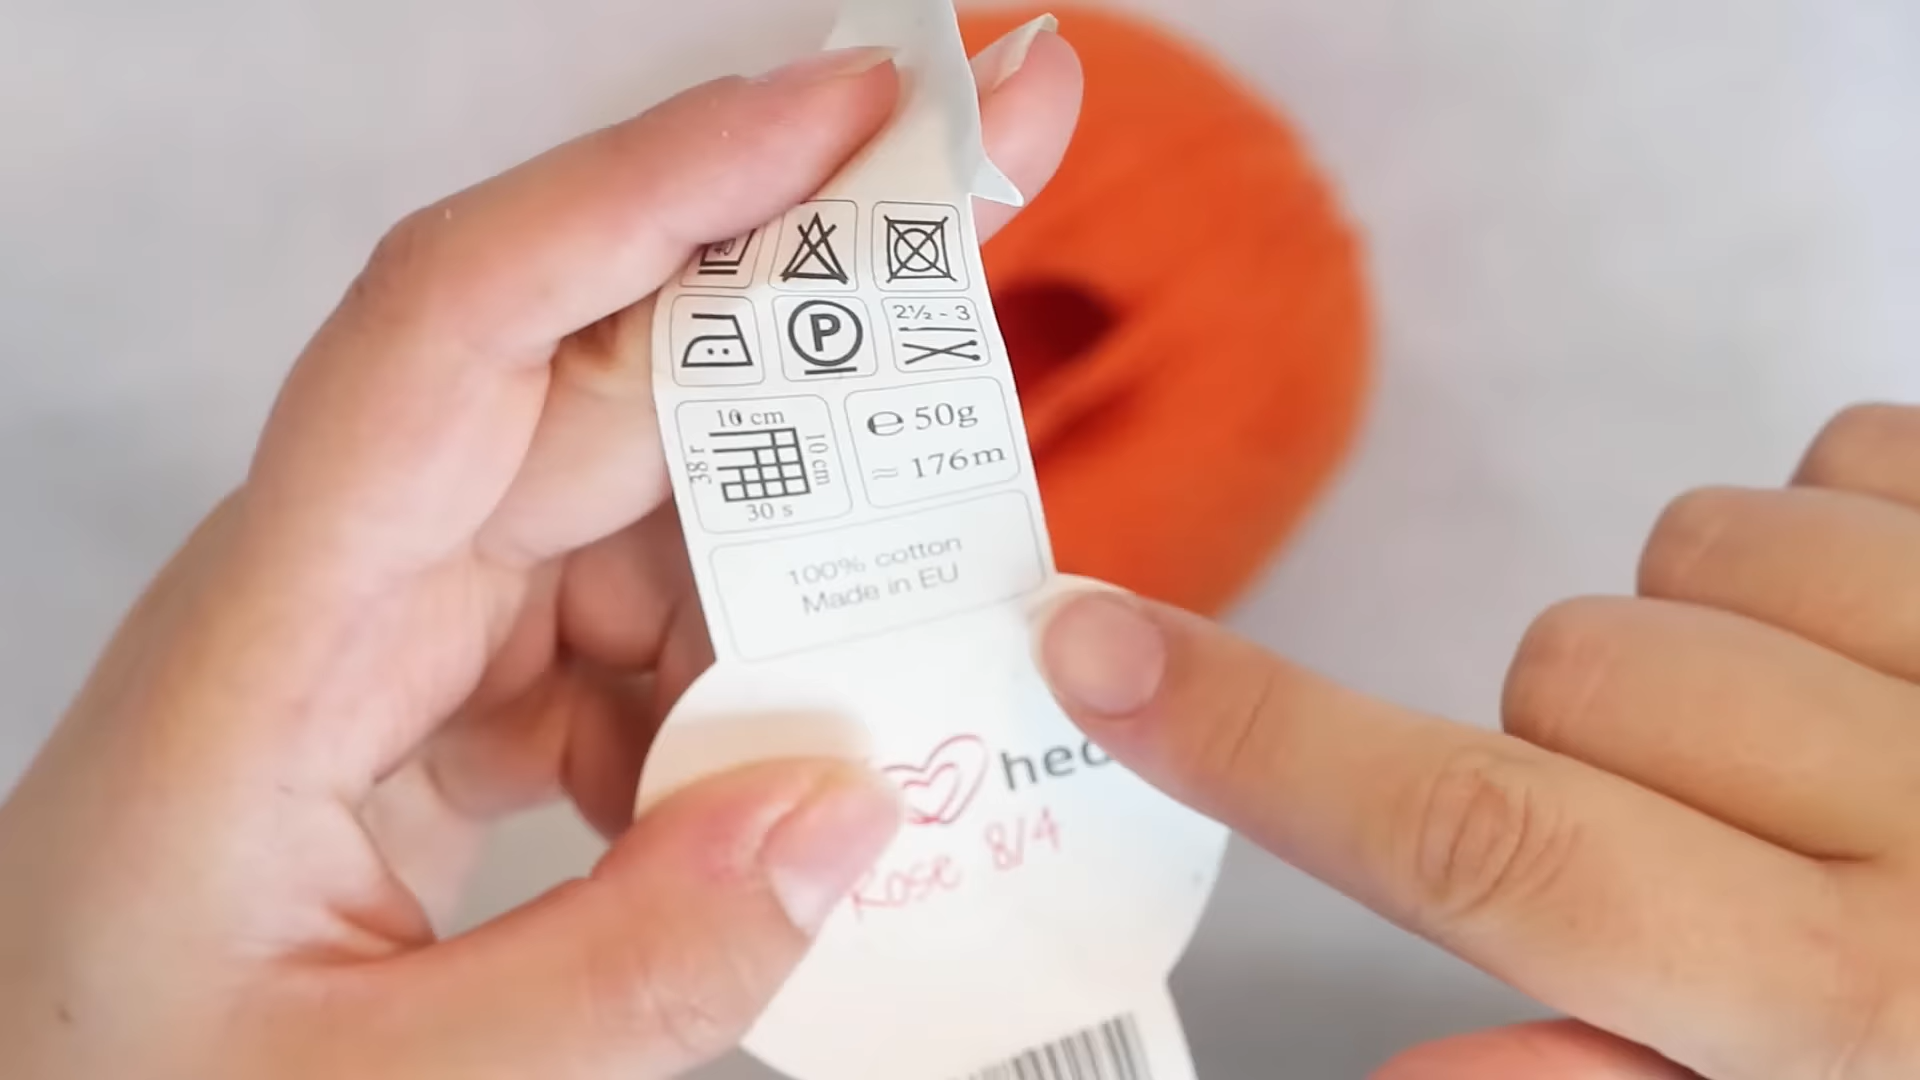 P
2½ - 3
10 cm
38 r
10 cm
30 s
℮ 50g
≈ 176m
100% cotton
Made in EU
Rose 8/4